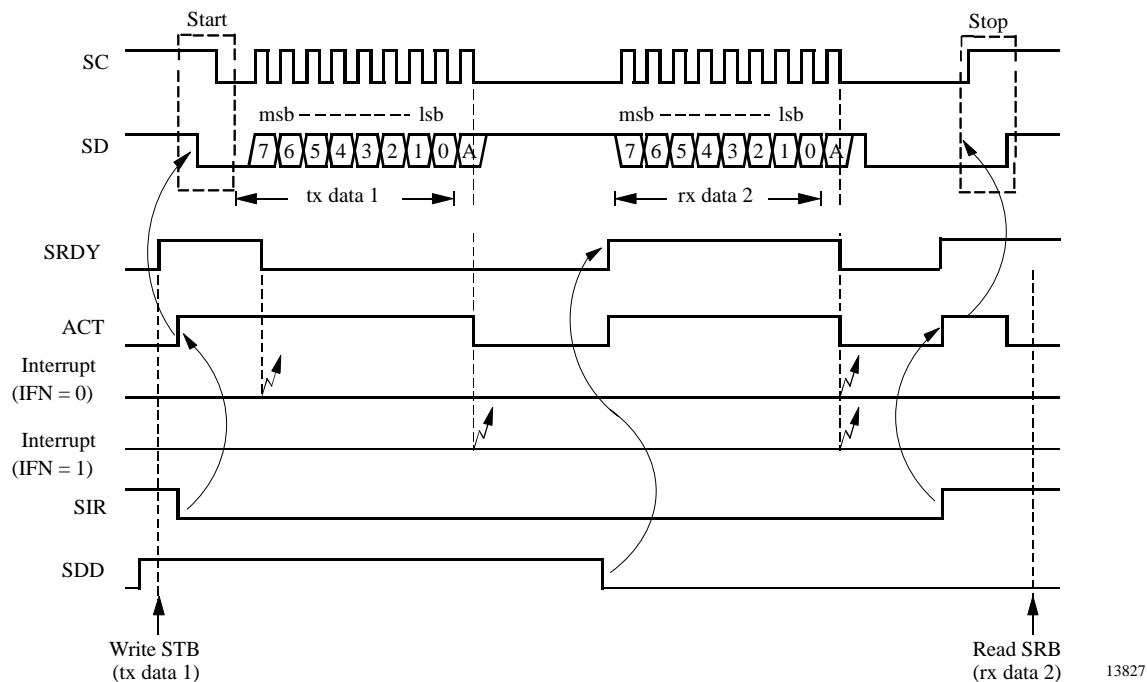 Start
Stop
SC
msb lsb
msb lsb
SD
7 6 5 4 3 2 1 0 A
7 6 5 4 3 2 1 0 A
tx data 1
rx data 2
SRDY
ACT
Interrupt
(IFN = 0)
Interrupt
(IFN = 1)
SIR
SDD
Write STB
(tx data 1)
Read SRB
(rx data 2)
13827